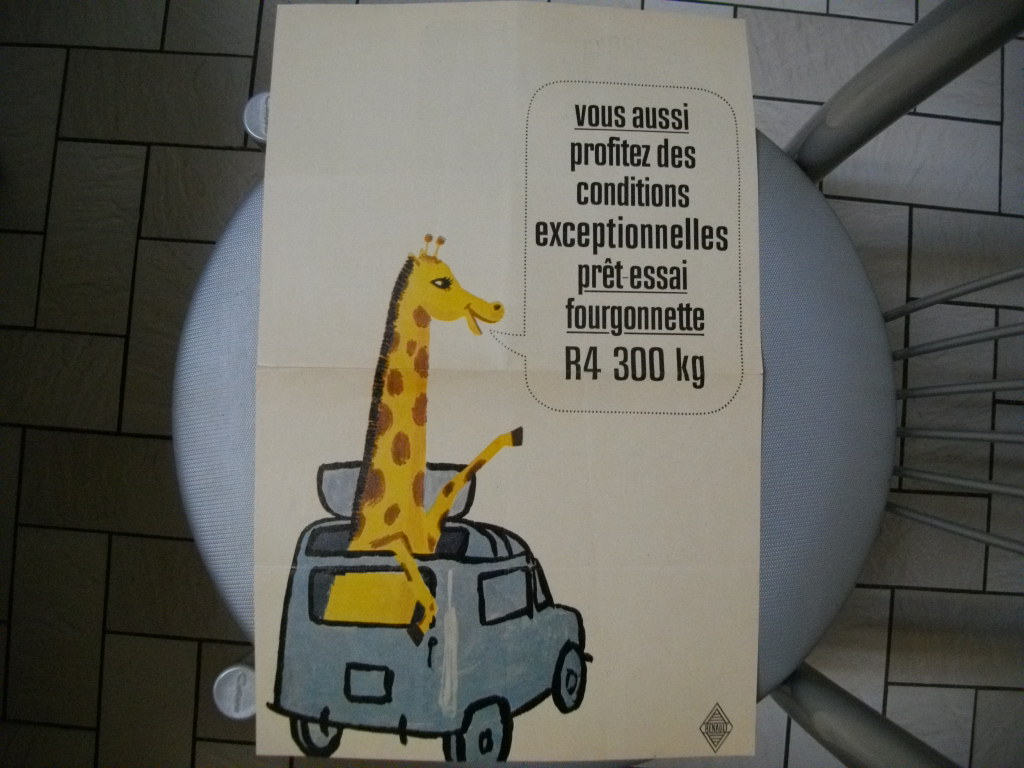 vous aussi
profitez des
conditions
exceptionnelles
prêt-essai
fourgonnette
R4 300 kg
RENAULT